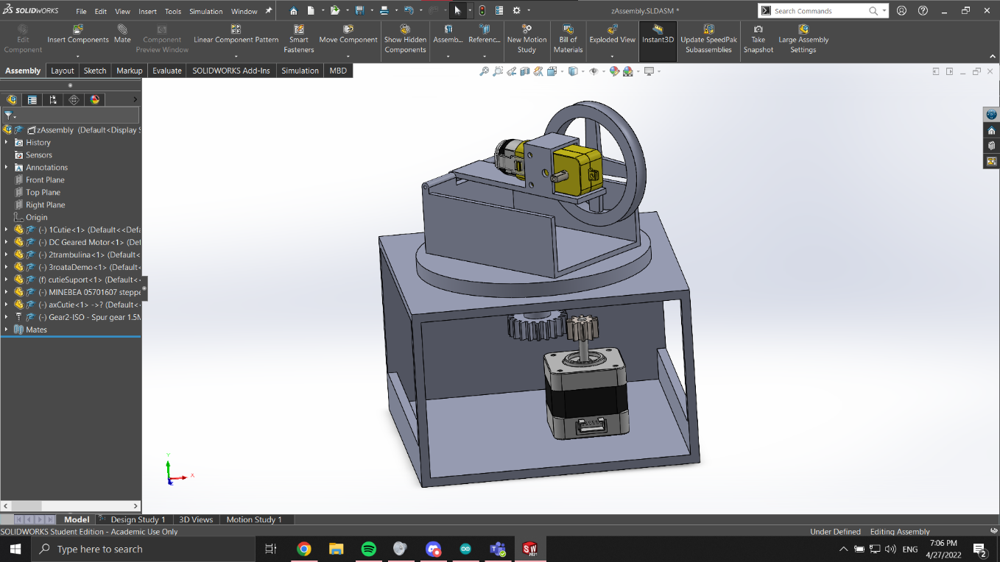 SOLIDWORKS File Edit View Insert Tools Simulation Window zAssembly.SLDASM * Search Commands
Edit Component
Insert Components
Mate
Component Preview Window
Linear Component Pattern
Smart Fasteners
Move Component
Show Hidden Components
Assemb...
Referenc...
New Motion Study
Bill of Materials
Exploded View
Instant3D
Update SpeedPak Subassemblies
Take Snapshot
Large Assembly Settings
Assembly Layout Sketch Markup Evaluate SOLIDWORKS Add-Ins Simulation MBD
zAssembly (Default<Display S
History
Sensors
Annotations
Front Plane
Top Plane
Right Plane
Origin
(-) 1Cutie<1> (Default<<Defa
(-) DC Geared Motor<1> (Def
(-) 2trambulina<1> (Default<
(-) 3roataDemo<1> (Default<
(f) cutieSuport<1> (Default<<
(-) MINEBEA 05701607 steppe
(-) axCutie<1> ->? (Default<<
(-) Gear2-ISO - Spur gear 1.5M
Mates
Y
X
Z
Model Design Study 1 3D Views Motion Study 1
SOLIDWORKS Student Edition - Academic Use Only Under Defined Editing Assembly
Type here to search
SW
2021
ENG
7:06 PM
4/27/2022
2